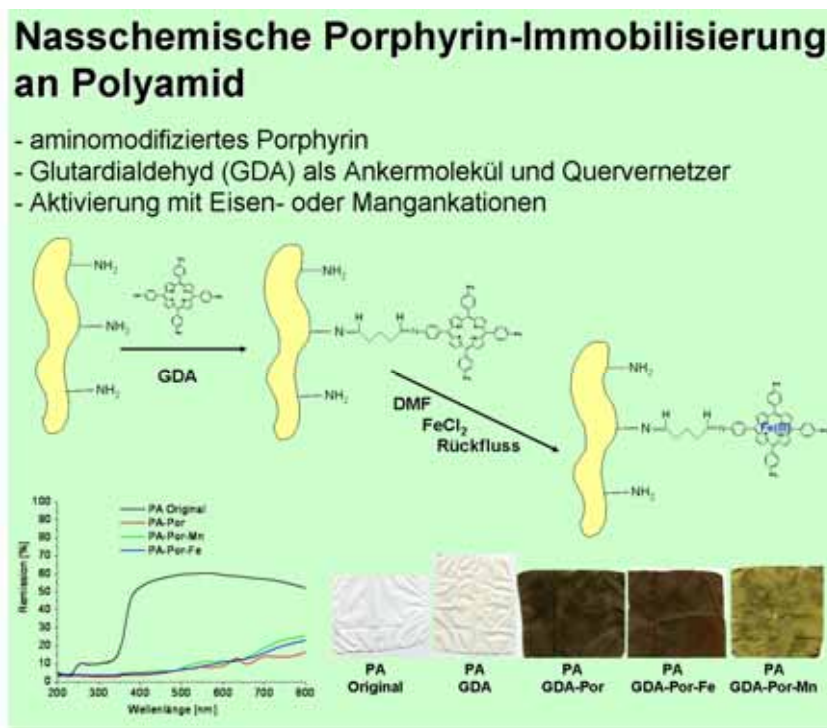 Nasschemische Porphyrin-Immobilisierung
an Polyamid
- aminomodifiziertes Porphyrin
- Glutardialdehyd (GDA) als Ankermolekül und Quervernetzer
- Aktivierung mit Eisen- oder Mangankationen
NH2
NH2
NH2
GDA
NH2
N
H
H
N
NH2
DMF
FeCl2
Rückfluss
NH2
N
H
H
N
Fe(III)
NH2
PA Original
PA-Por
PA-Por-Mn
PA-Por-Fe
Remission [%]
100
90
80
70
60
50
40
30
20
10
0
200 300 400 500 600 700 800
Wellenlänge [nm]
PA
Original
PA
GDA
PA
GDA-Por
PA
GDA-Por-Fe
PA
GDA-Por-Mn